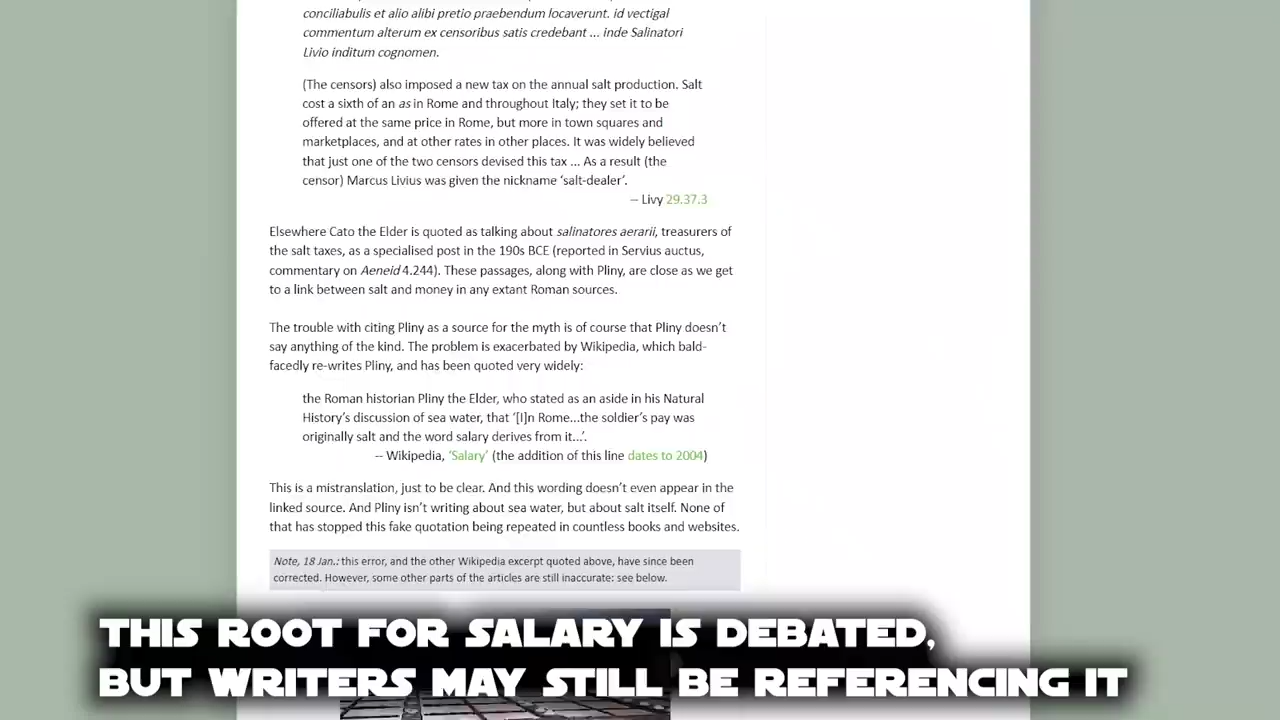 conciliabulis et alio alibi pretio praebendum locaverunt. id vectigal
commentum alterum ex censoribus satis credebant ... inde Salinatori
Livio inditum cognomen.
(The censors) also imposed a new tax on the annual salt production. Salt
cost a sixth of an as in Rome and throughout Italy; they set it to be
offered at the same price in Rome, but more in town squares and
marketplaces, and at other rates in other places. It was widely believed
that just one of the two censors devised this tax ... As a result (the
censor) Marcus Livius was given the nickname ‘salt-dealer’.
-- Livy 29.37.3
Elsewhere Cato the Elder is quoted as talking about salinatores aerarii, treasurers of
the salt taxes, as a specialised post in the 190s BCE (reported in Servius auctus,
commentary on Aeneid 4.244). These passages, along with Pliny, are close as we get
to a link between salt and money in any extant Roman sources.
The trouble with citing Pliny as a source for the myth is of course that Pliny doesn’t
say anything of the kind. The problem is exacerbated by Wikipedia, which bald-
facedly re-writes Pliny, and has been quoted very widely:
the Roman historian Pliny the Elder, who stated as an aside in his Natural
History’s discussion of sea water, that ‘[I]n Rome...the soldier’s pay was
originally salt and the word salary derives from it...’.
-- Wikipedia, ‘Salary’ (the addition of this line dates to 2004)
This is a mistranslation, just to be clear. And this wording doesn’t even appear in the
linked source. And Pliny isn’t writing about sea water, but about salt itself. None of
that has stopped this fake quotation being repeated in countless books and websites.
Note, 18 Jan.: this error, and the other Wikipedia excerpt quoted above, have since been
corrected. However, some other parts of the articles are still inaccurate: see below.
THIS ROOT FOR SALARY IS DEBATED,
BUT WRITERS MAY STILL BE REFERENCING IT